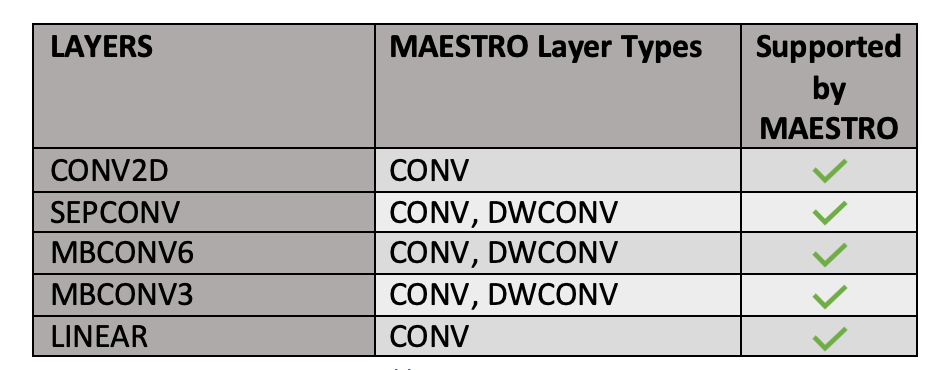 LAYERS MAESTRO Layer Types Supported
by
MAESTRO
CONV2D CONV ✓
SEPCONV CONV, DWCONV ✓
MBCONV6 CONV, DWCONV ✓
MBCONV3 CONV, DWCONV ✓
LINEAR CONV ✓